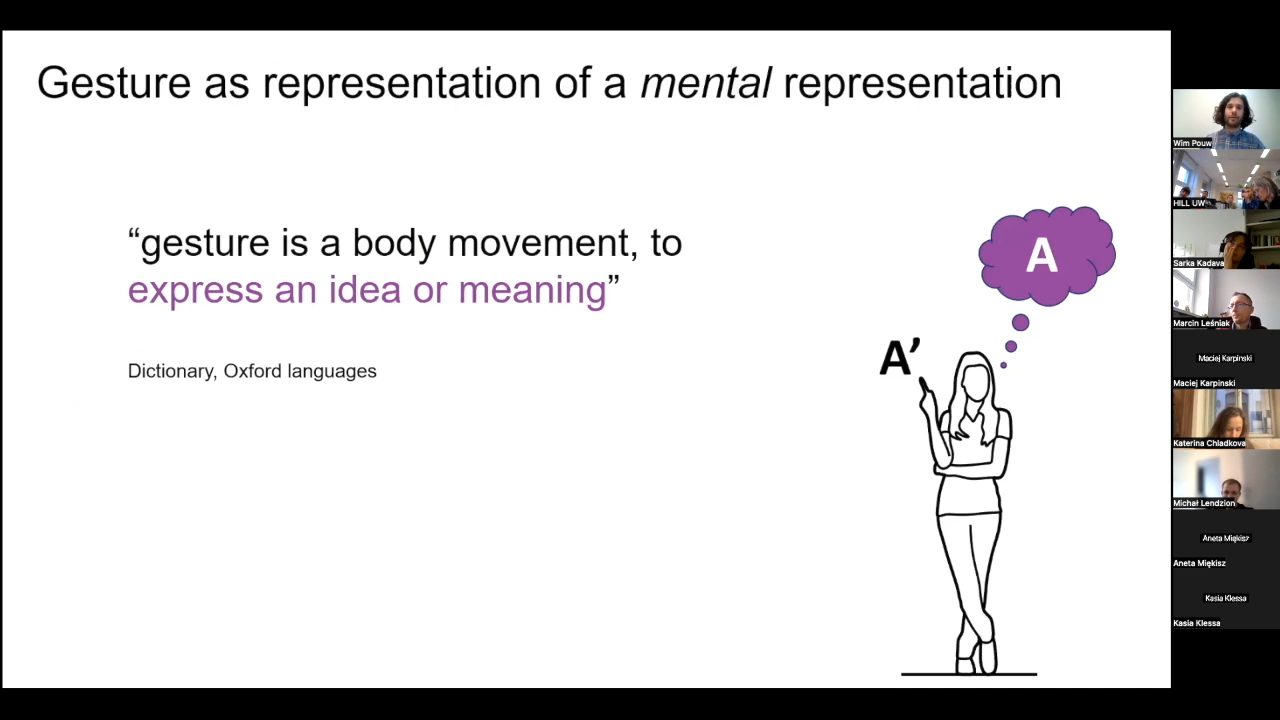 Gesture as representation of a mental representation
“gesture is a body movement, to
express an idea or meaning”
Dictionary, Oxford languages
A
A’
Wim Pouw
HILL UW
Sarka Kadava
Marcin Leśniak
Maciej Karpinski
Maciej Karpinski
Katerina Chladkova
Michał Lendzion
Aneta Miękisz
Aneta Miękisz
Kasia Klessa
Kasia Klessa